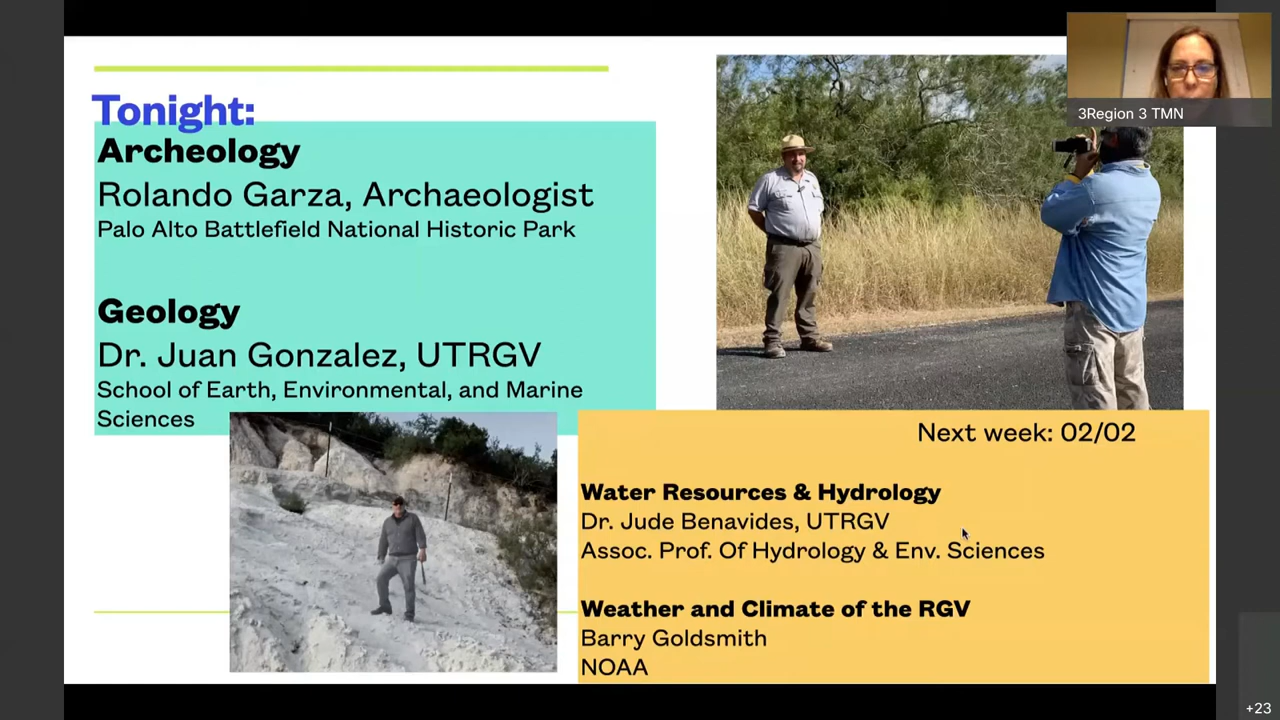 Tonight:
Archeology
Rolando Garza, Archaeologist
Palo Alto Battlefield National Historic Park
Geology
Dr. Juan Gonzalez, UTRGV
School of Earth, Environmental, and Marine
Sciences
Next week: 02/02
Water Resources & Hydrology
Dr. Jude Benavides, UTRGV
Assoc. Prof. Of Hydrology & Env. Sciences
Weather and Climate of the RGV
Barry Goldsmith
NOAA
3Region 3 TMN
+23